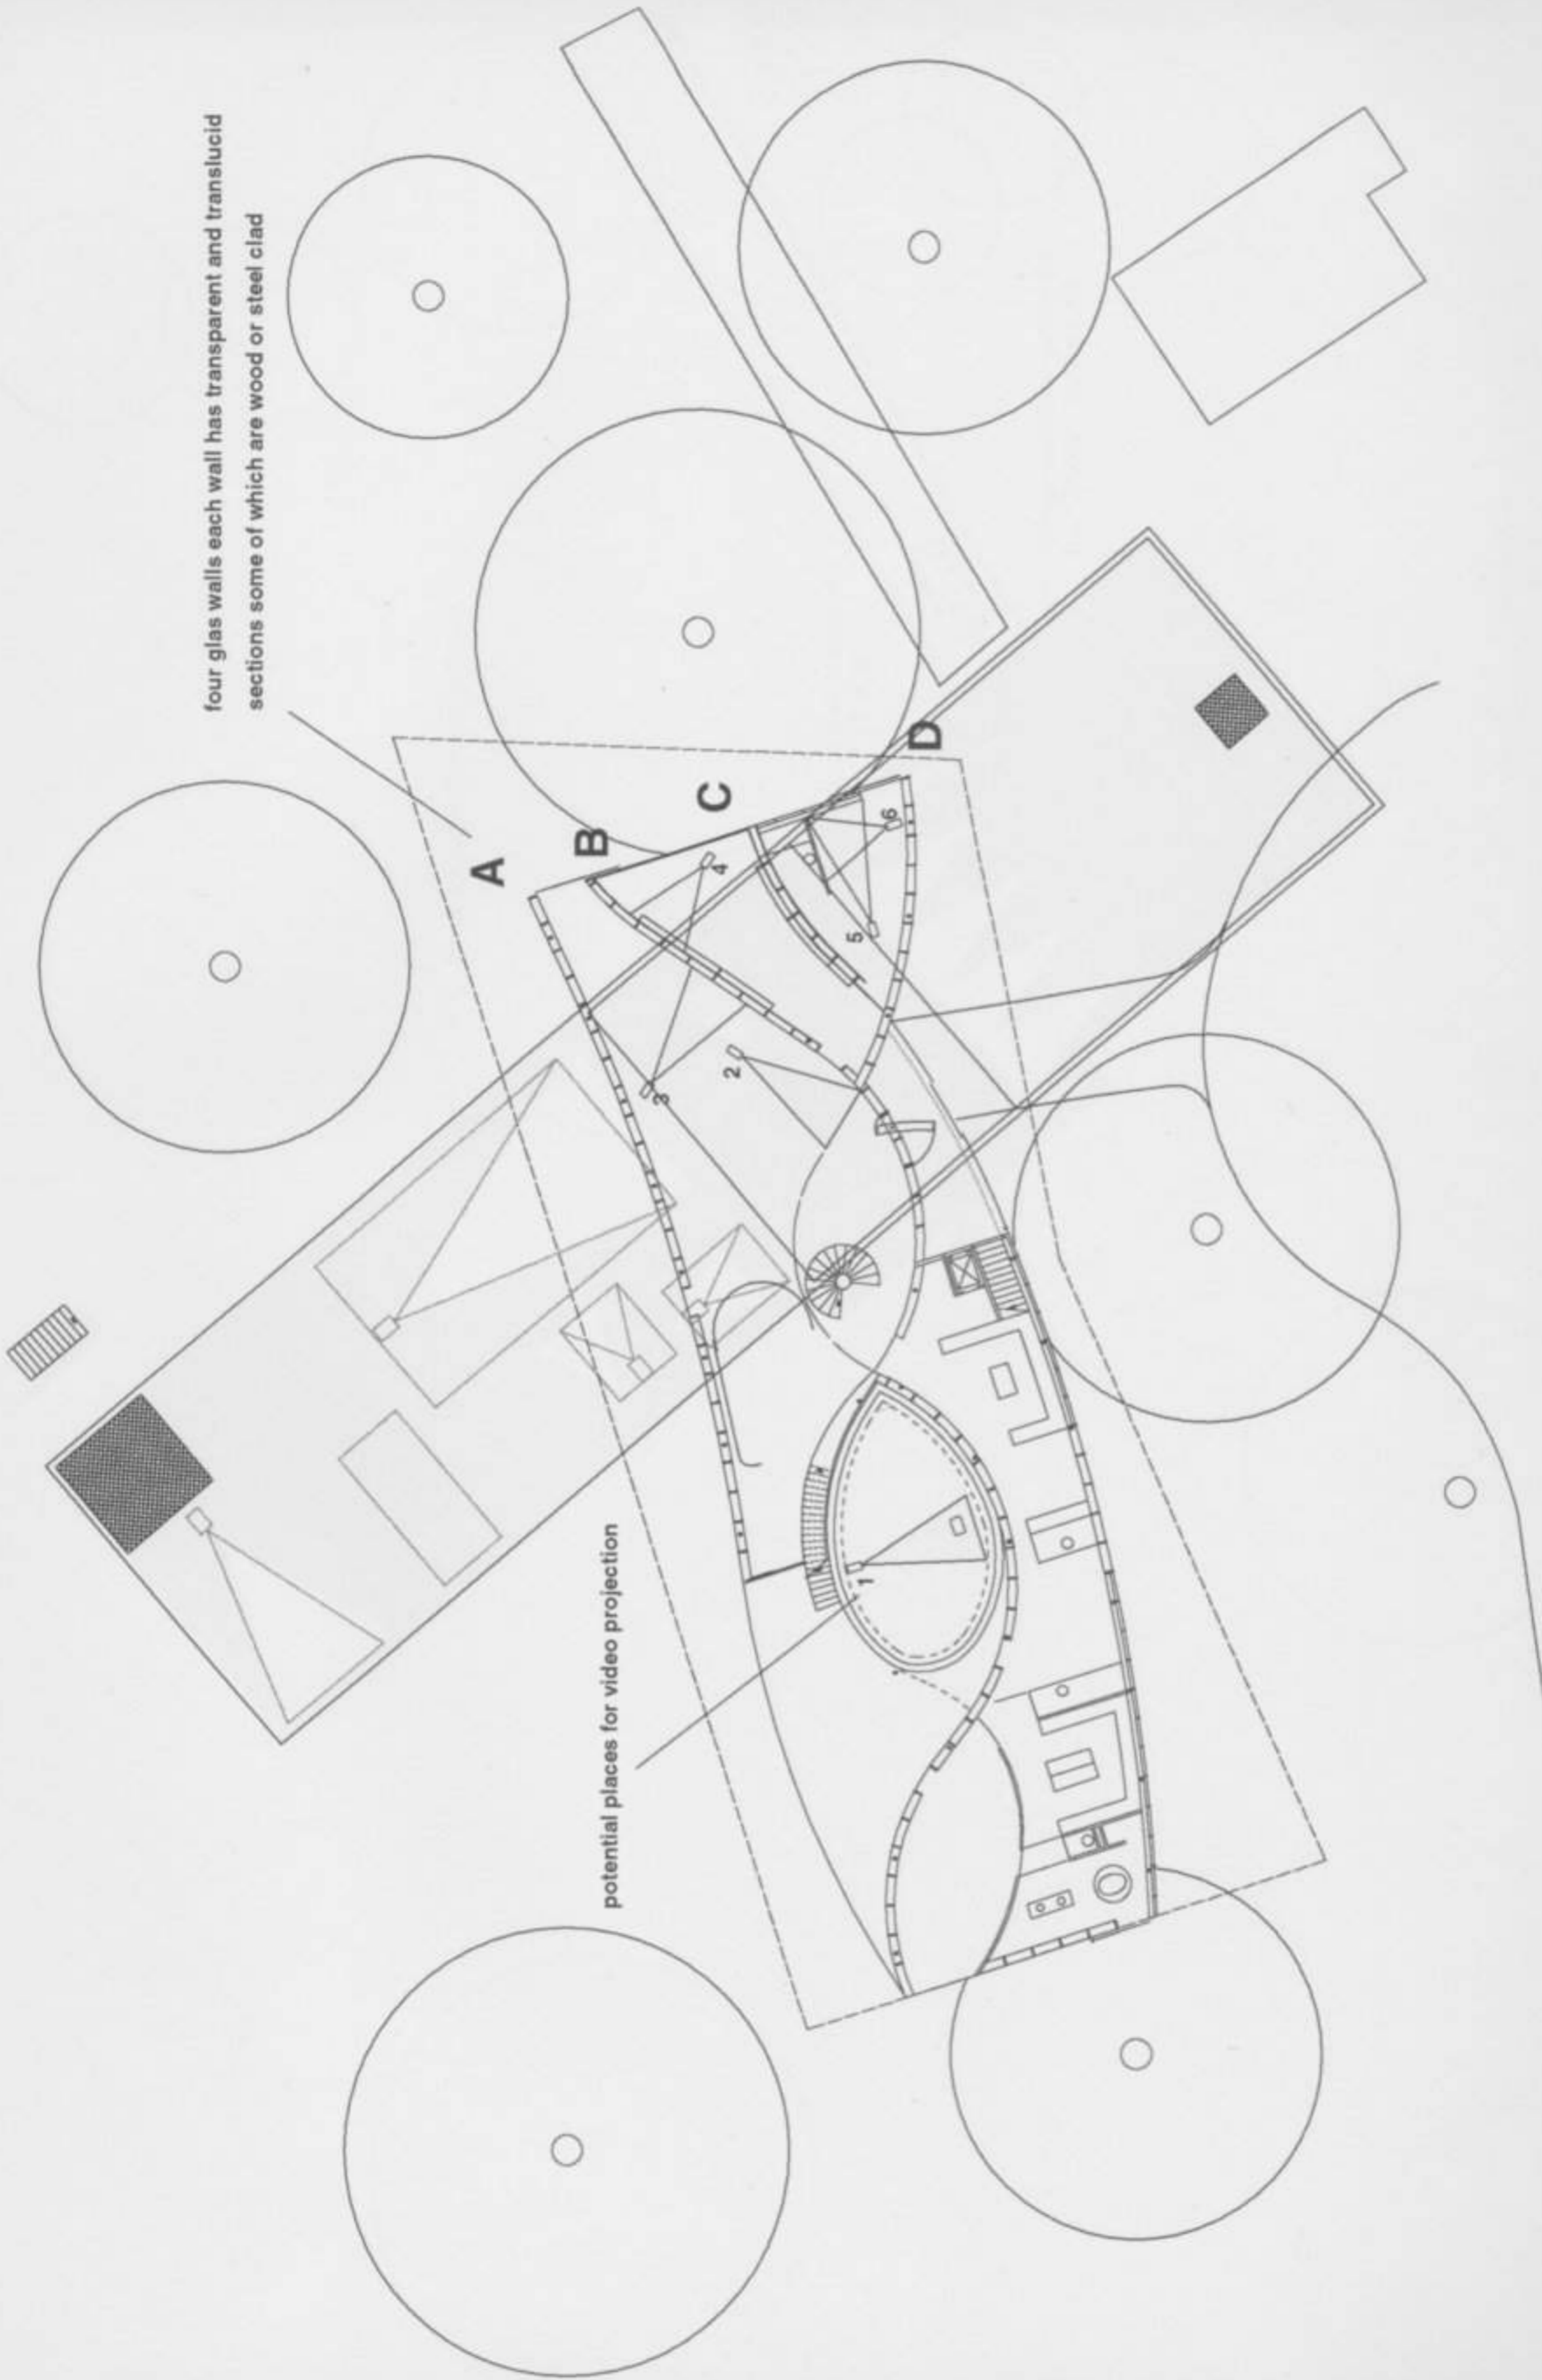 four glas walls each wall has transparent and translucid
sections some of which are wood or steel clad
A
B
C
D
4
6
5
2
3
potential places for video projection
1